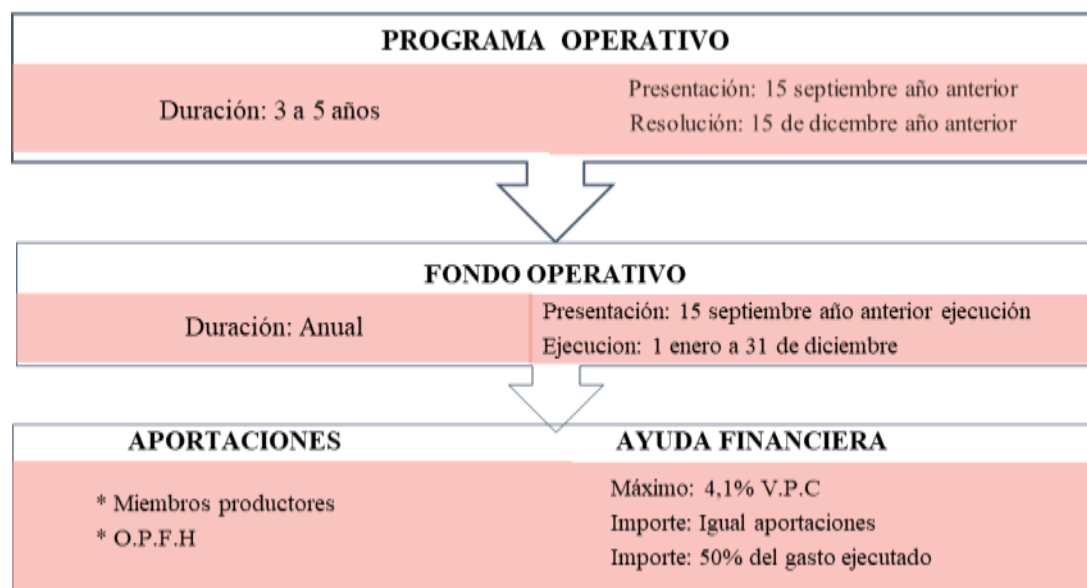 PROGRAMA OPERATIVO
Duración: 3 a 5 años
Presentación: 15 septiembre año anterior
Resolución: 15 de dicembre año anterior
FONDO OPERATIVO
Duración: Anual
Presentación: 15 septiembre año anterior ejecución
Ejecucion: 1 enero a 31 de diciembre
APORTACIONES
* Miembros productores
* O.P.F.H
AYUDA FINANCIERA
Máximo: 4,1% V.P.C
Importe: Igual aportaciones
Importe: 50% del gasto ejecutado